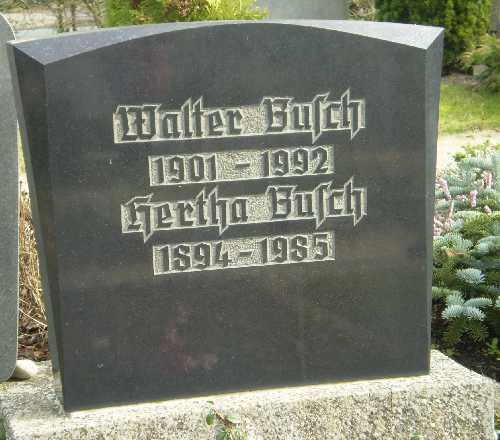 Walter Buſch
1901 - 1992
Hertha Buſch
1894 - 1985